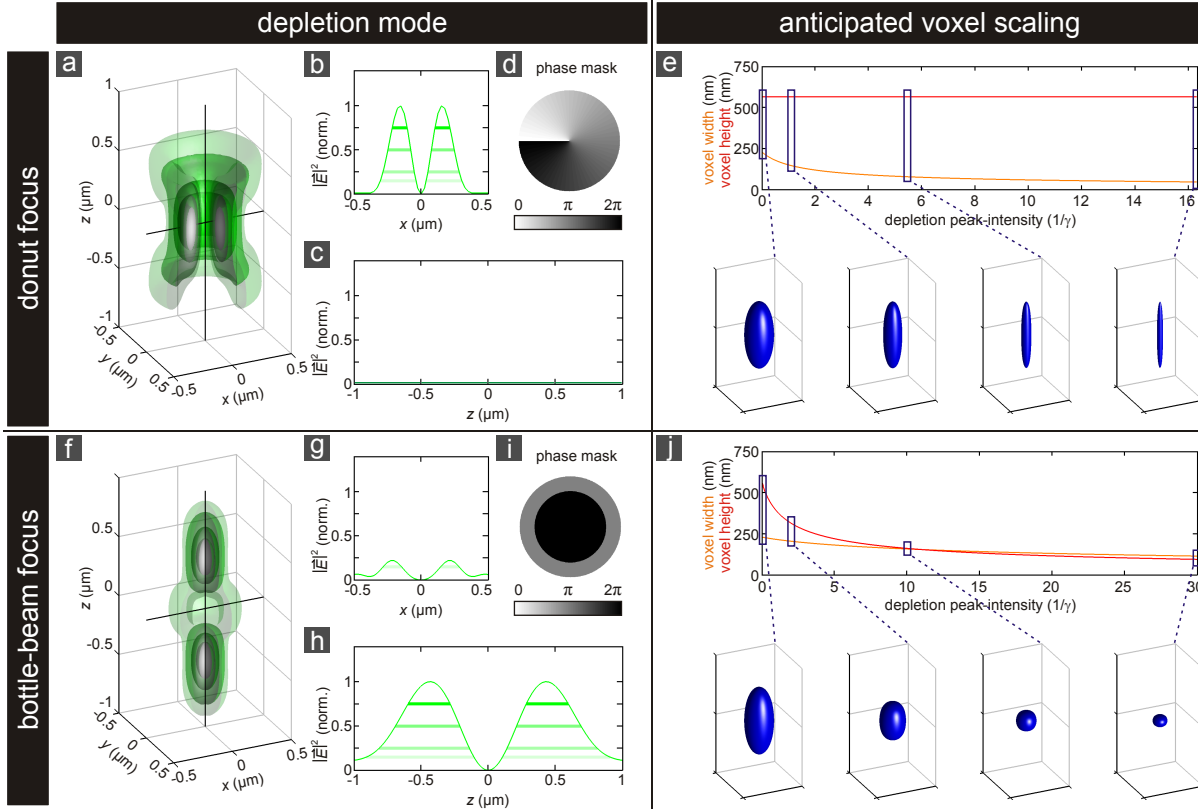 depletion mode
anticipated voxel scaling
donut focus
a
1
0.5
0
-0.5
-1
z (µm)
-0.5
0
0.5
y (µm)
-0.5
0
0.5
x (µm)
b
1
0.5
0
|E⃗|² (norm.)
-0.5
0
0.5
x (µm)
d
phase mask
0
π
2π
c
1
0.5
0
|E⃗|² (norm.)
-1
-0.5
0
0.5
1
z (µm)
e
750
500
250
0
voxel width (nm)
voxel height (nm)
0
2
4
6
8
10
12
14
16
depletion peak-intensity (1/γ)
bottle-beam focus
f
0.5
0
-0.5
-1
z (µm)
-0.5
0
0.5
y (µm)
-0.5
0
0.5
x (µm)
g
1
0.5
0
|E⃗|² (norm.)
-0.5
0
0.5
x (µm)
i
phase mask
0
π
2π
h
1
0.5
0
|E⃗|² (norm.)
-1
-0.5
0
0.5
1
z (µm)
j
750
500
250
0
voxel width (nm)
voxel height (nm)
0
5
10
15
20
25
30
depletion peak-intensity (1/γ)